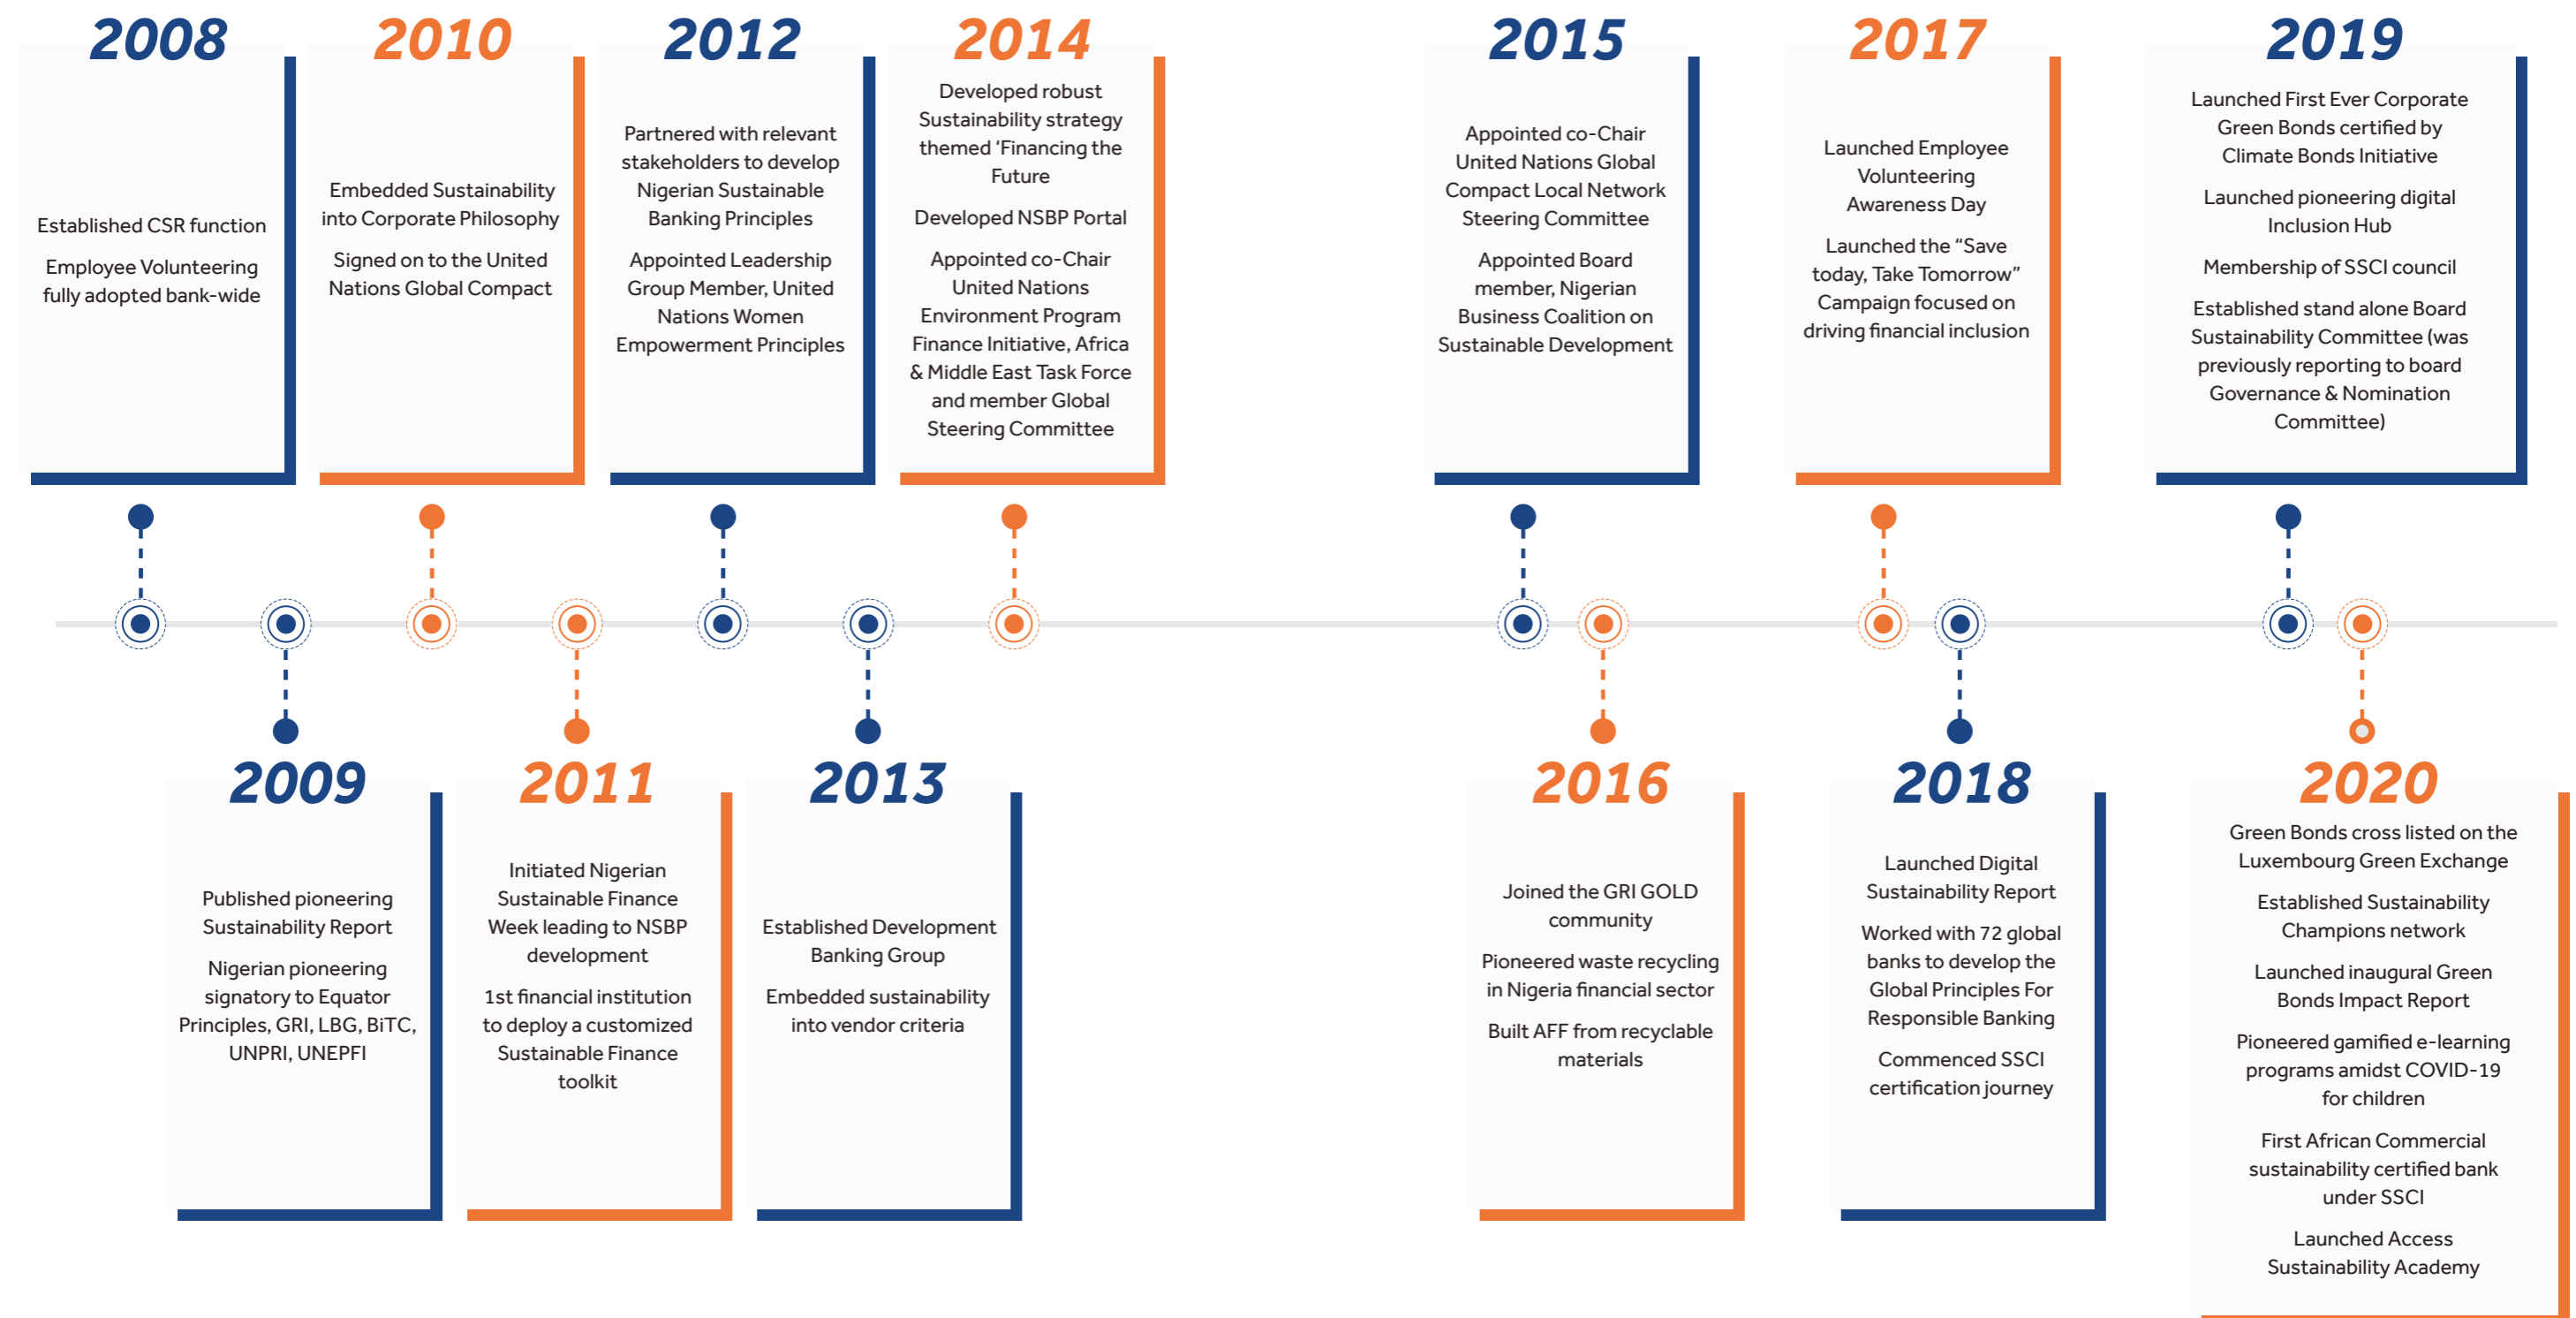 2008
Established CSR function
Employee Volunteering
fully adopted bank-wide
2010
Embedded Sustainability
into Corporate Philosophy
Signed on to the United
Nations Global Compact
2012
Partnered with relevant
stakeholders to develop
Nigerian Sustainable
Banking Principles
Appointed Leadership
Group Member, United
Nations Women
Empowerment Principles
2014
Developed robust
Sustainability strategy
themed ‘Financing the
Future
Developed NSBP Portal
Appointed co-Chair
United Nations
Environment Program
Finance Initiative, Africa
& Middle East Task Force
and member Global
Steering Committee
2015
Appointed co-Chair
United Nations Global
Compact Local Network
Steering Committee
Appointed Board
member, Nigerian
Business Coalition on
Sustainable Development
2017
Launched Employee
Volunteering
Awareness Day
Launched the “Save
today, Take Tomorrow”
Campaign focused on
driving financial inclusion
2019
Launched First Ever Corporate
Green Bonds certified by
Climate Bonds Initiative
Launched pioneering digital
Inclusion Hub
Membership of SSCI council
Established stand alone Board
Sustainability Committee (was
previously reporting to board
Governance & Nomination
Committee)
2009
Published pioneering
Sustainability Report
Nigerian pioneering
signatory to Equator
Principles, GRI, LBG, BiTC,
UNPRI, UNEPFI
2011
Initiated Nigerian
Sustainable Finance
Week leading to NSBP
development
1st financial institution
to deploy a customized
Sustainable Finance
toolkit
2013
Established Development
Banking Group
Embedded sustainability
into vendor criteria
2016
Joined the GRI GOLD
community
Pioneered waste recycling
in Nigeria financial sector
Built AFF from recyclable
materials
2018
Launched Digital
Sustainability Report
Worked with 72 global
banks to develop the
Global Principles For
Responsible Banking
Commenced SSCI
certification journey
2020
Green Bonds cross listed on the
Luxembourg Green Exchange
Established Sustainability
Champions network
Launched inaugural Green
Bonds Impact Report
Pioneered gamified e-learning
programs amidst COVID-19
for children
First African Commercial
sustainability certified bank
under SSCI
Launched Access
Sustainability Academy